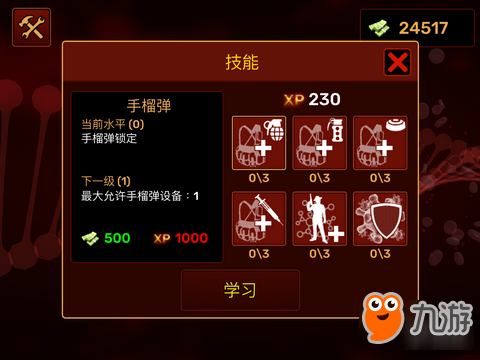 24517
技能
手榴弹
当前水平 (0)
手榴弹锁定
下一级 (1)
最大允许手榴弹设备：1
500 XP 1000
XP 230
0\3 0\3 0\3
0\3 0\3 0\3
学习
九游